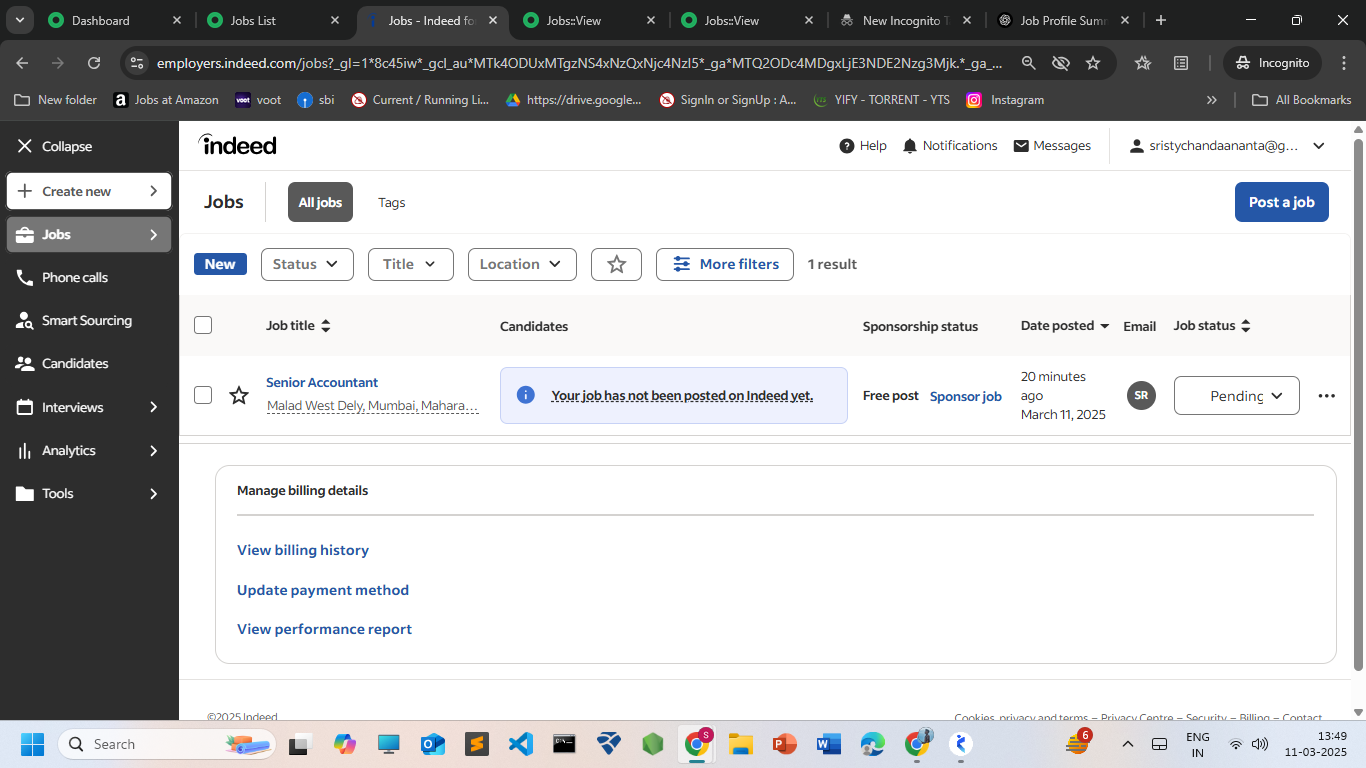 Dashboard
Jobs List
Jobs - Indeed fo
Jobs::View
Jobs::View
New Incognito T
Job Profile Summ
employers.indeed.com/jobs?_gl=1*8c45iw*_gcl_au*MTk4ODUxMTgzNS4xNzQxNjc4NzI5*_ga*MTQ2ODc4MDgxLjE3NDE2Nzg3Mjk.*_ga_...
Incognito
New folder
Jobs at Amazon
voot
voot
sbi
Current / Running Li...
https://drive.google...
SignIn or SignUp : A...
YIFY - TORRENT - YTS
Instagram
All Bookmarks
Collapse
Create new
Jobs
Phone calls
Smart Sourcing
Candidates
Interviews
Analytics
Tools
indeed
Help
Notifications
Messages
sristychandaananta@g...
Jobs
All jobs
Tags
Post a job
New
Status
Title
Location
More filters
1 result
Job title
Candidates
Sponsorship status
Date posted
Email
Job status
Senior Accountant
Malad West Dely, Mumbai, Mahara...
Your job has not been posted on Indeed yet.
Free post
Sponsor job
20 minutes
ago
March 11, 2025
SR
Pending
Manage billing details
View billing history
Update payment method
View performance report
©2025 Indeed
Cookies, privacy and terms – Privacy Centre – Security – Billing – Contact
Search
S
6
ENG
IN
13:49
11-03-2025